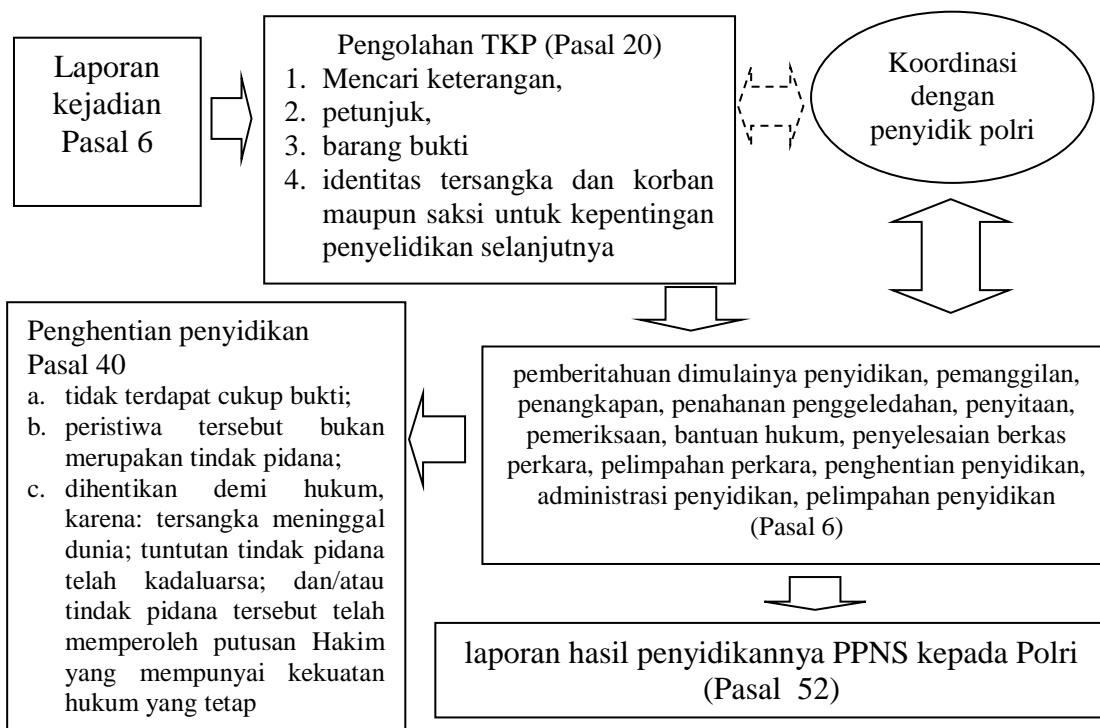 Laporan
kejadian
Pasal 6
Pengolahan TKP (Pasal 20)
1. Mencari keterangan,
2. petunjuk,
3. barang bukti
4. identitas tersangka dan korban
maupun saksi untuk kepentingan
penyelidikan selanjutnya
Koordinasi
dengan
penyidik polri
Penghentian penyidikan
Pasal 40
a. tidak terdapat cukup bukti;
b. peristiwa tersebut bukan
merupakan tindak pidana;
c. dihentikan demi hukum,
karena: tersangka meninggal
dunia; tuntutan tindak pidana
telah kadaluarsa; dan/atau
tindak pidana tersebut telah
memperoleh putusan Hakim
yang mempunyai kekuatan
hukum yang tetap
pemberitahuan dimulainya penyidikan, pemanggilan,
penangkapan, penahanan penggeledahan, penyitaan,
pemeriksaan, bantuan hukum, penyelesaian berkas
perkara, pelimpahan perkara, penghentian penyidikan,
administrasi penyidikan, pelimpahan penyidikan
(Pasal 6)
laporan hasil penyidikannya PPNS kepada Polri
(Pasal 52)